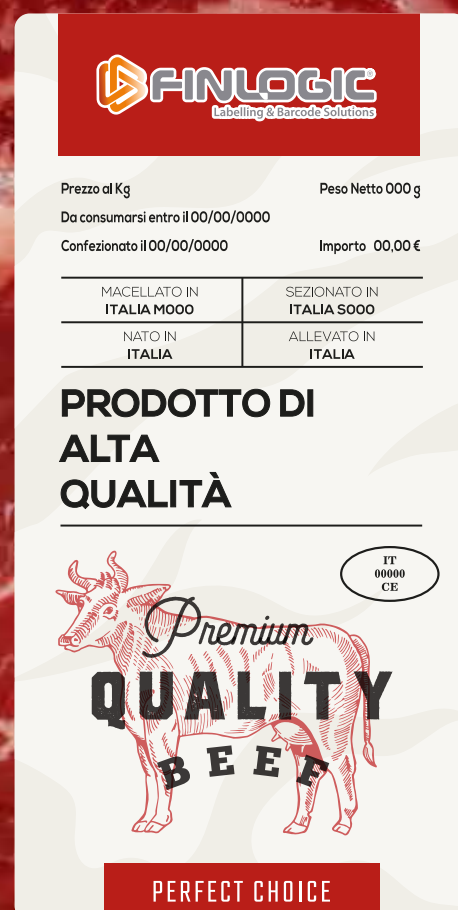 FINLOGIC®
Labelling & Barcode Solutions
Prezzo al Kg Peso Netto 000 g
Da consumarsi entro il 00/00/0000
Confezionato il 00/00/0000 Importo 00,00 €
MACELLATO IN SEZIONATO IN
ITALIA M000 ITALIA S000
NATO IN ALLEVATO IN
ITALIA ITALIA
PRODOTTO DI
ALTA
QUALITÀ
IT
00000
CE
Premium
QUALITY
BEEF
PERFECT CHOICE